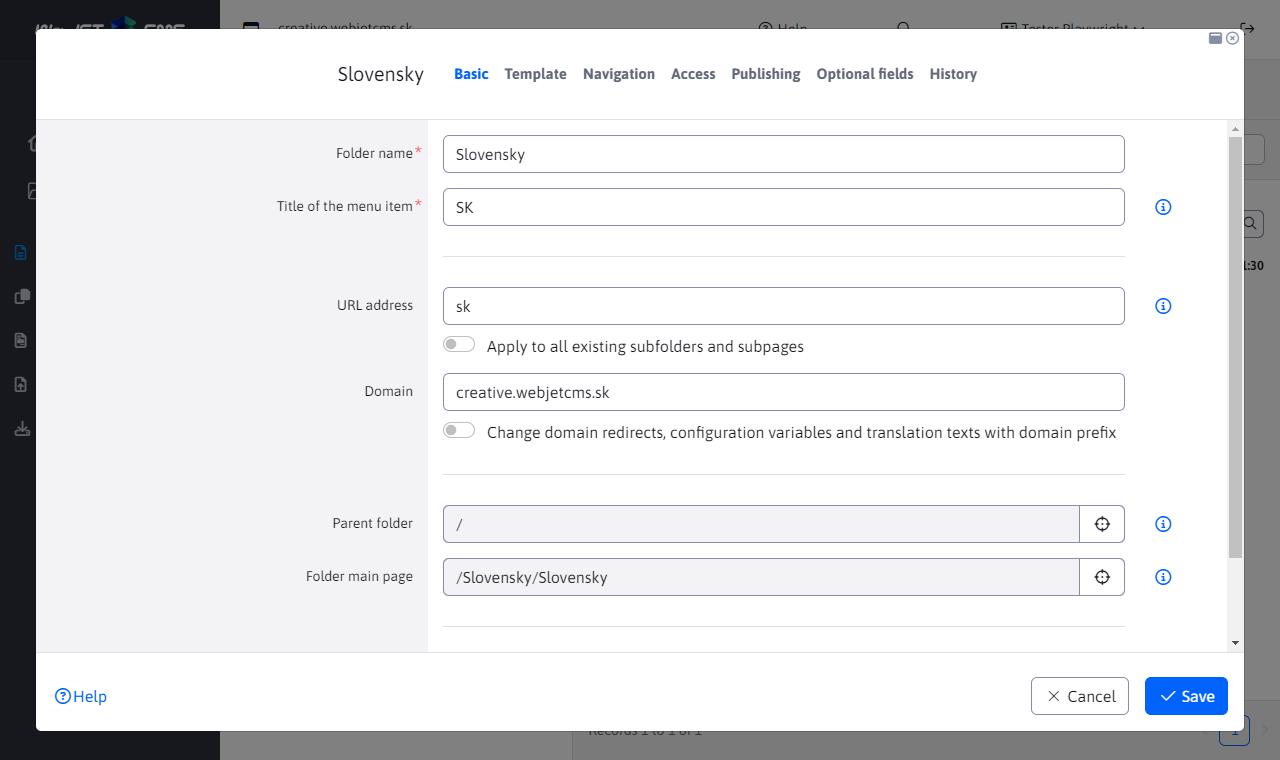 creative.webjetcms.sk
Help
Tester Playwright
Slovensky
Basic
Template
Navigation
Access
Publishing
Optional fields
History
Folder name*
Slovensky
Title of the menu item*
SK
URL address
sk
Apply to all existing subfolders and subpages
Domain
creative.webjetcms.sk
Change domain redirects, configuration variables and translation texts with domain prefix
Parent folder
/
Folder main page
/Slovensky/Slovensky
Help
Cancel
Save
Records 1 to 1 of 1
1